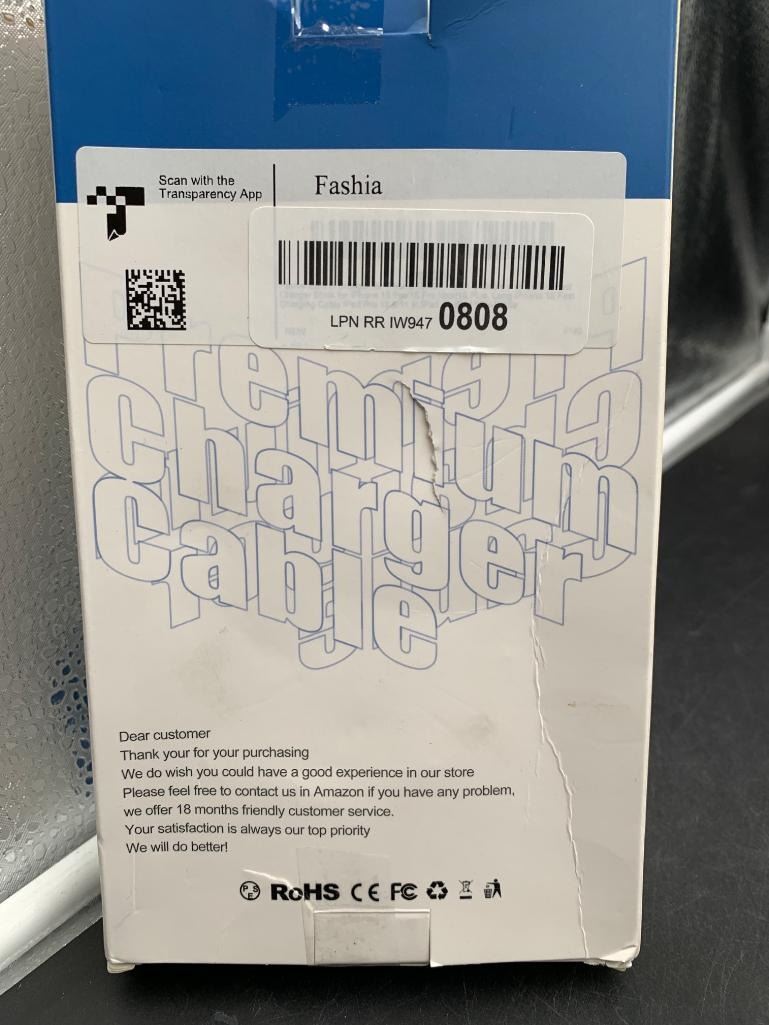 Scan with the
Transparency App
Fashia
LPN RR IW947 0808
Premium
Charger
Cable
Dear customer
Thank your for your purchasing
We do wish you could have a good experience in our store
Please feel free to contact us in Amazon if you have any problem,
we offer 18 months friendly customer service.
Your satisfaction is always our top priority
We will do better!
PSE RoHS CE FC